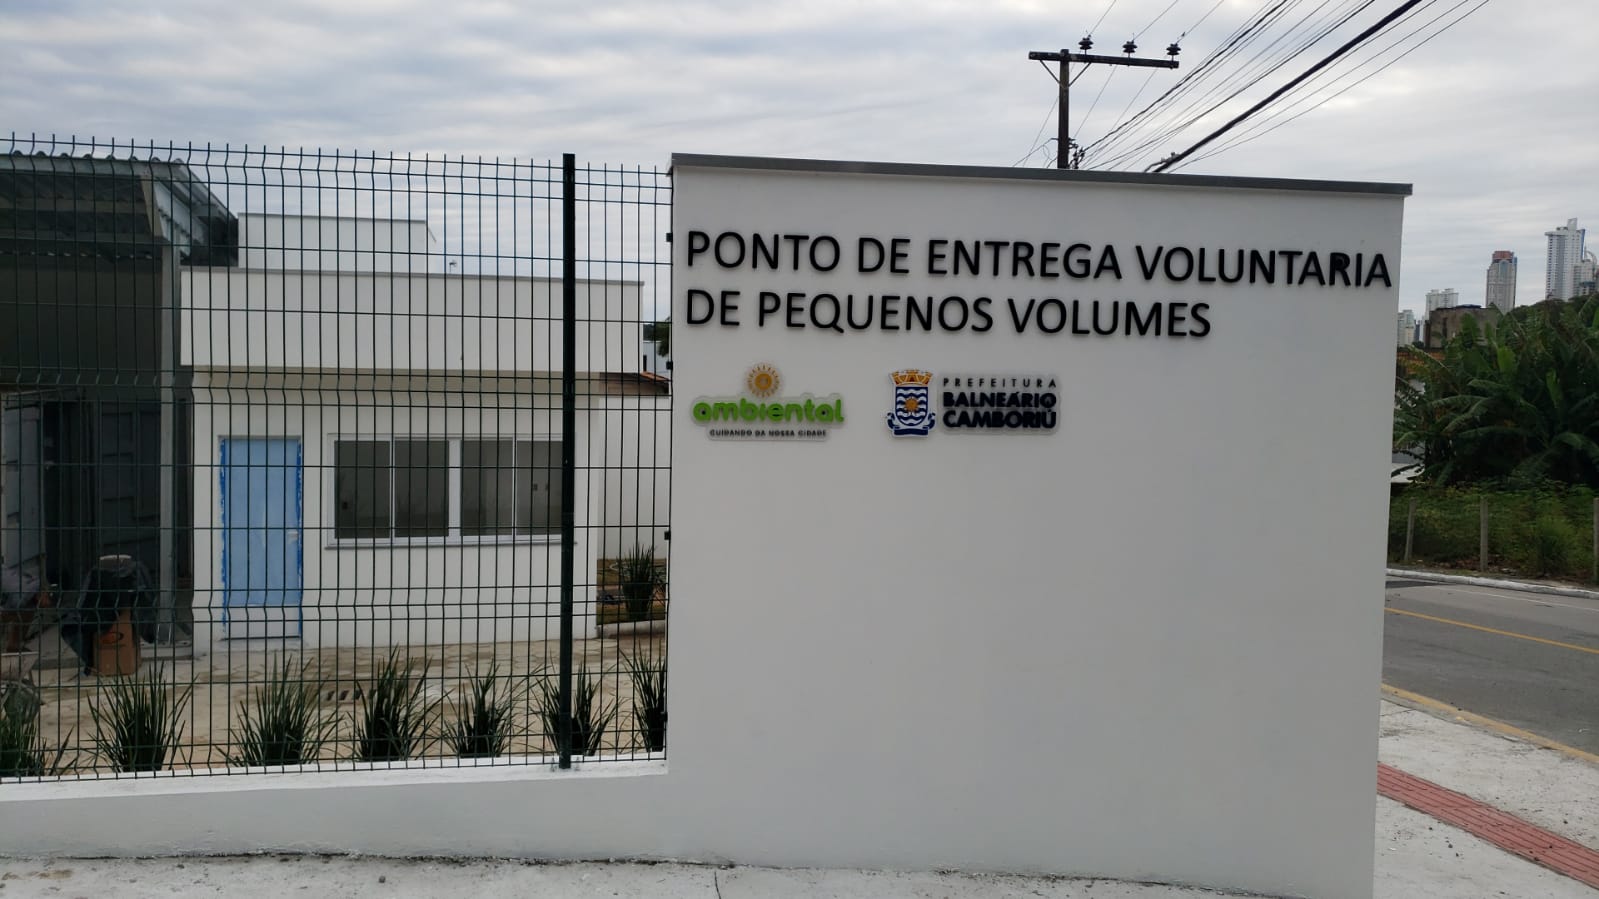 PONTO DE ENTREGA VOLUNTARIA
DE PEQUENOS VOLUMES
ambiental
CUIDANDO DA NOSSA CIDADE
PREFEITURA
BALNEÁRIO
CAMBORIÚ